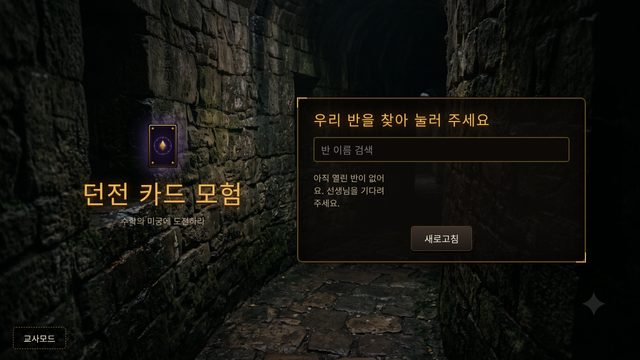 던전 카드 모험
수학의 미궁에 도전하라
우리 반을 찾아 눌러 주세요
반 이름 검색
아직 열린 반이 없어
요. 선생님을 기다려
주세요.
새로고침
교사모드